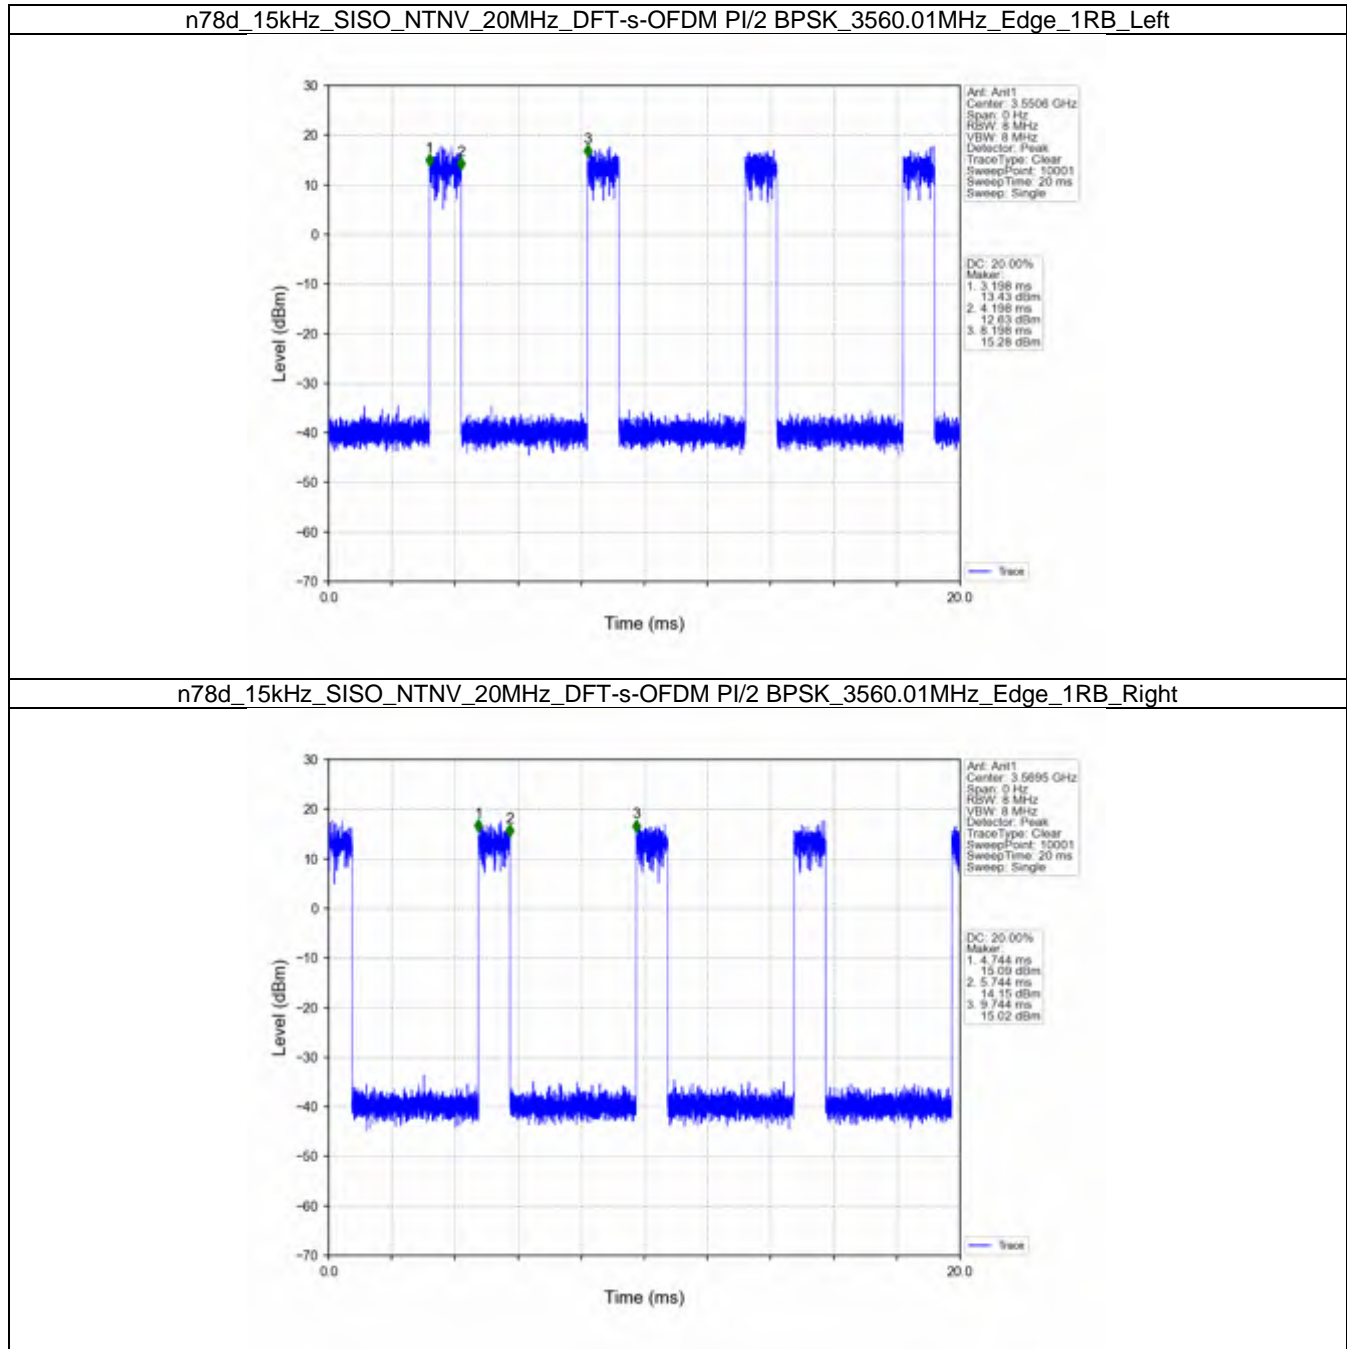 n78d_15kHz_SISO_NTNV_20MHz_DFT-s-OFDM PI/2 BPSK_3560.01MHz_Edge_1RB_Left
30
20
10
0
−10
−20
−30
−40
−50
−60
−70
0.0
20.0
Level (dBm)
Time (ms)
1
2
3
Ant: Ant1
Center: 3.5506 GHz
Span: 0 Hz
RBW: 8 MHz
VBW: 8 MHz
Detector: Peak
TraceType: Clear
SweepPoint: 10001
SweepTime: 20 ms
Sweep: Single
DC: 20.00%
Maker:
1. 3.198 ms
13.43 dBm
2. 4.198 ms
12.63 dBm
3. 8.198 ms
15.28 dBm
Trace
n78d_15kHz_SISO_NTNV_20MHz_DFT-s-OFDM PI/2 BPSK_3560.01MHz_Edge_1RB_Right
30
20
10
0
−10
−20
−30
−40
−50
−60
−70
0.0
20.0
Level (dBm)
Time (ms)
1
2
3
Ant: Ant1
Center: 3.5695 GHz
Span: 0 Hz
RBW: 8 MHz
VBW: 8 MHz
Detector: Peak
TraceType: Clear
SweepPoint: 10001
SweepTime: 20 ms
Sweep: Single
DC: 20.00%
Maker:
1. 4.744 ms
15.09 dBm
2. 5.744 ms
14.15 dBm
3. 9.744 ms
15.02 dBm
Trace